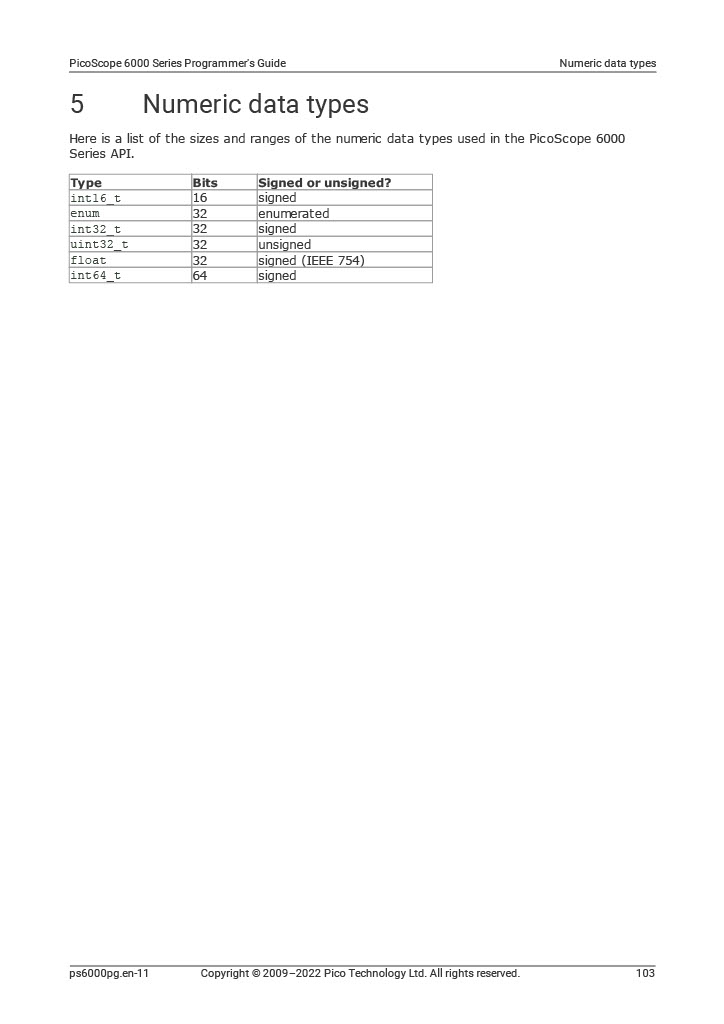 PicoScope 6000 Series Programmer's Guide Numeric data types
5 Numeric data types
Here is a list of the sizes and ranges of the numeric data types used in the PicoScope 6000
Series API.
Type Bits Signed or unsigned?
int16_t 16 signed
enum 32 enumerated
int32_t 32 signed
uint32_t 32 unsigned
float 32 signed (IEEE 754)
int64_t 64 signed
ps6000pg.en-11 Copyright © 2009–2022 Pico Technology Ltd. All rights reserved. 103